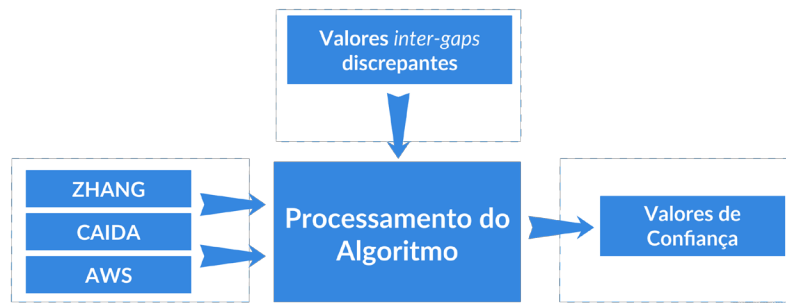 Valores inter-gaps
discrepantes
ZHANG
CAIDA
AWS
Processamento do
Algoritmo
Valores de
Confiança